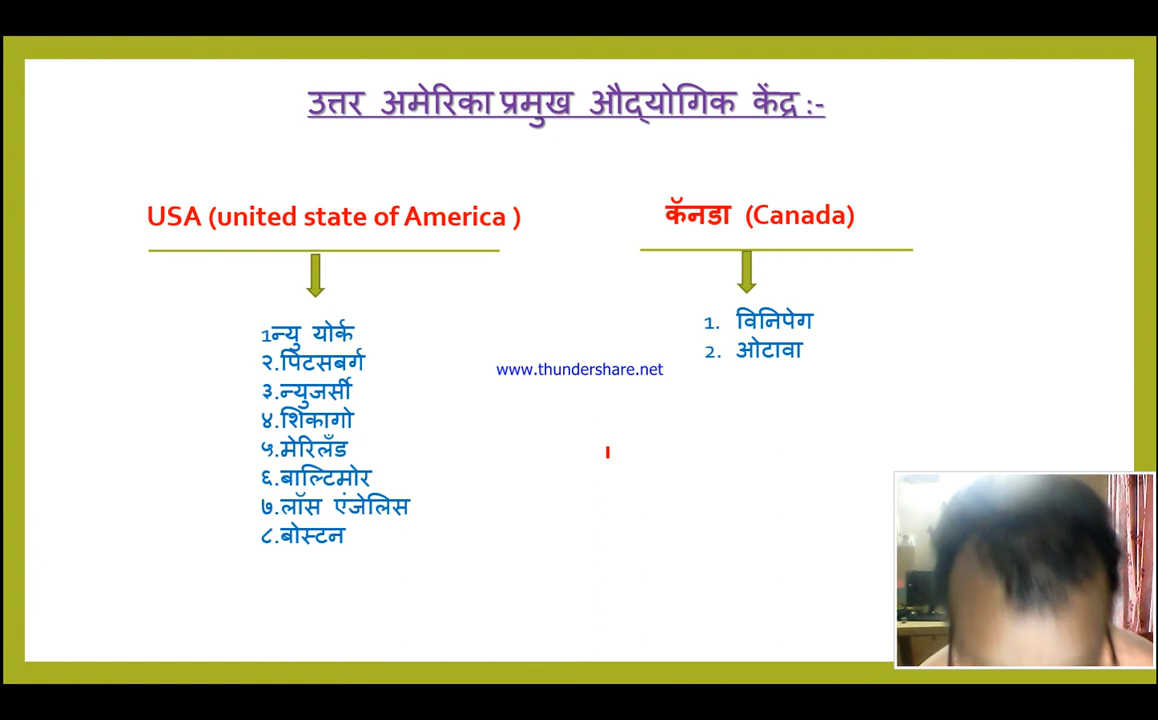 उत्तर अमेरिका प्रमुख औद्योगिक केंद्र :-
USA (united state of America )
1न्यु योर्क
२.पिटसबर्ग
३.न्युजर्सी
४.शिकागो
५.मेरिलँड
६.बाल्टिमोर
७.लॉस एंजेलिस
८.बोस्टन
कॅनडा (Canada)
1. विनिपेग
2. ओटावा
www.thundershare.net